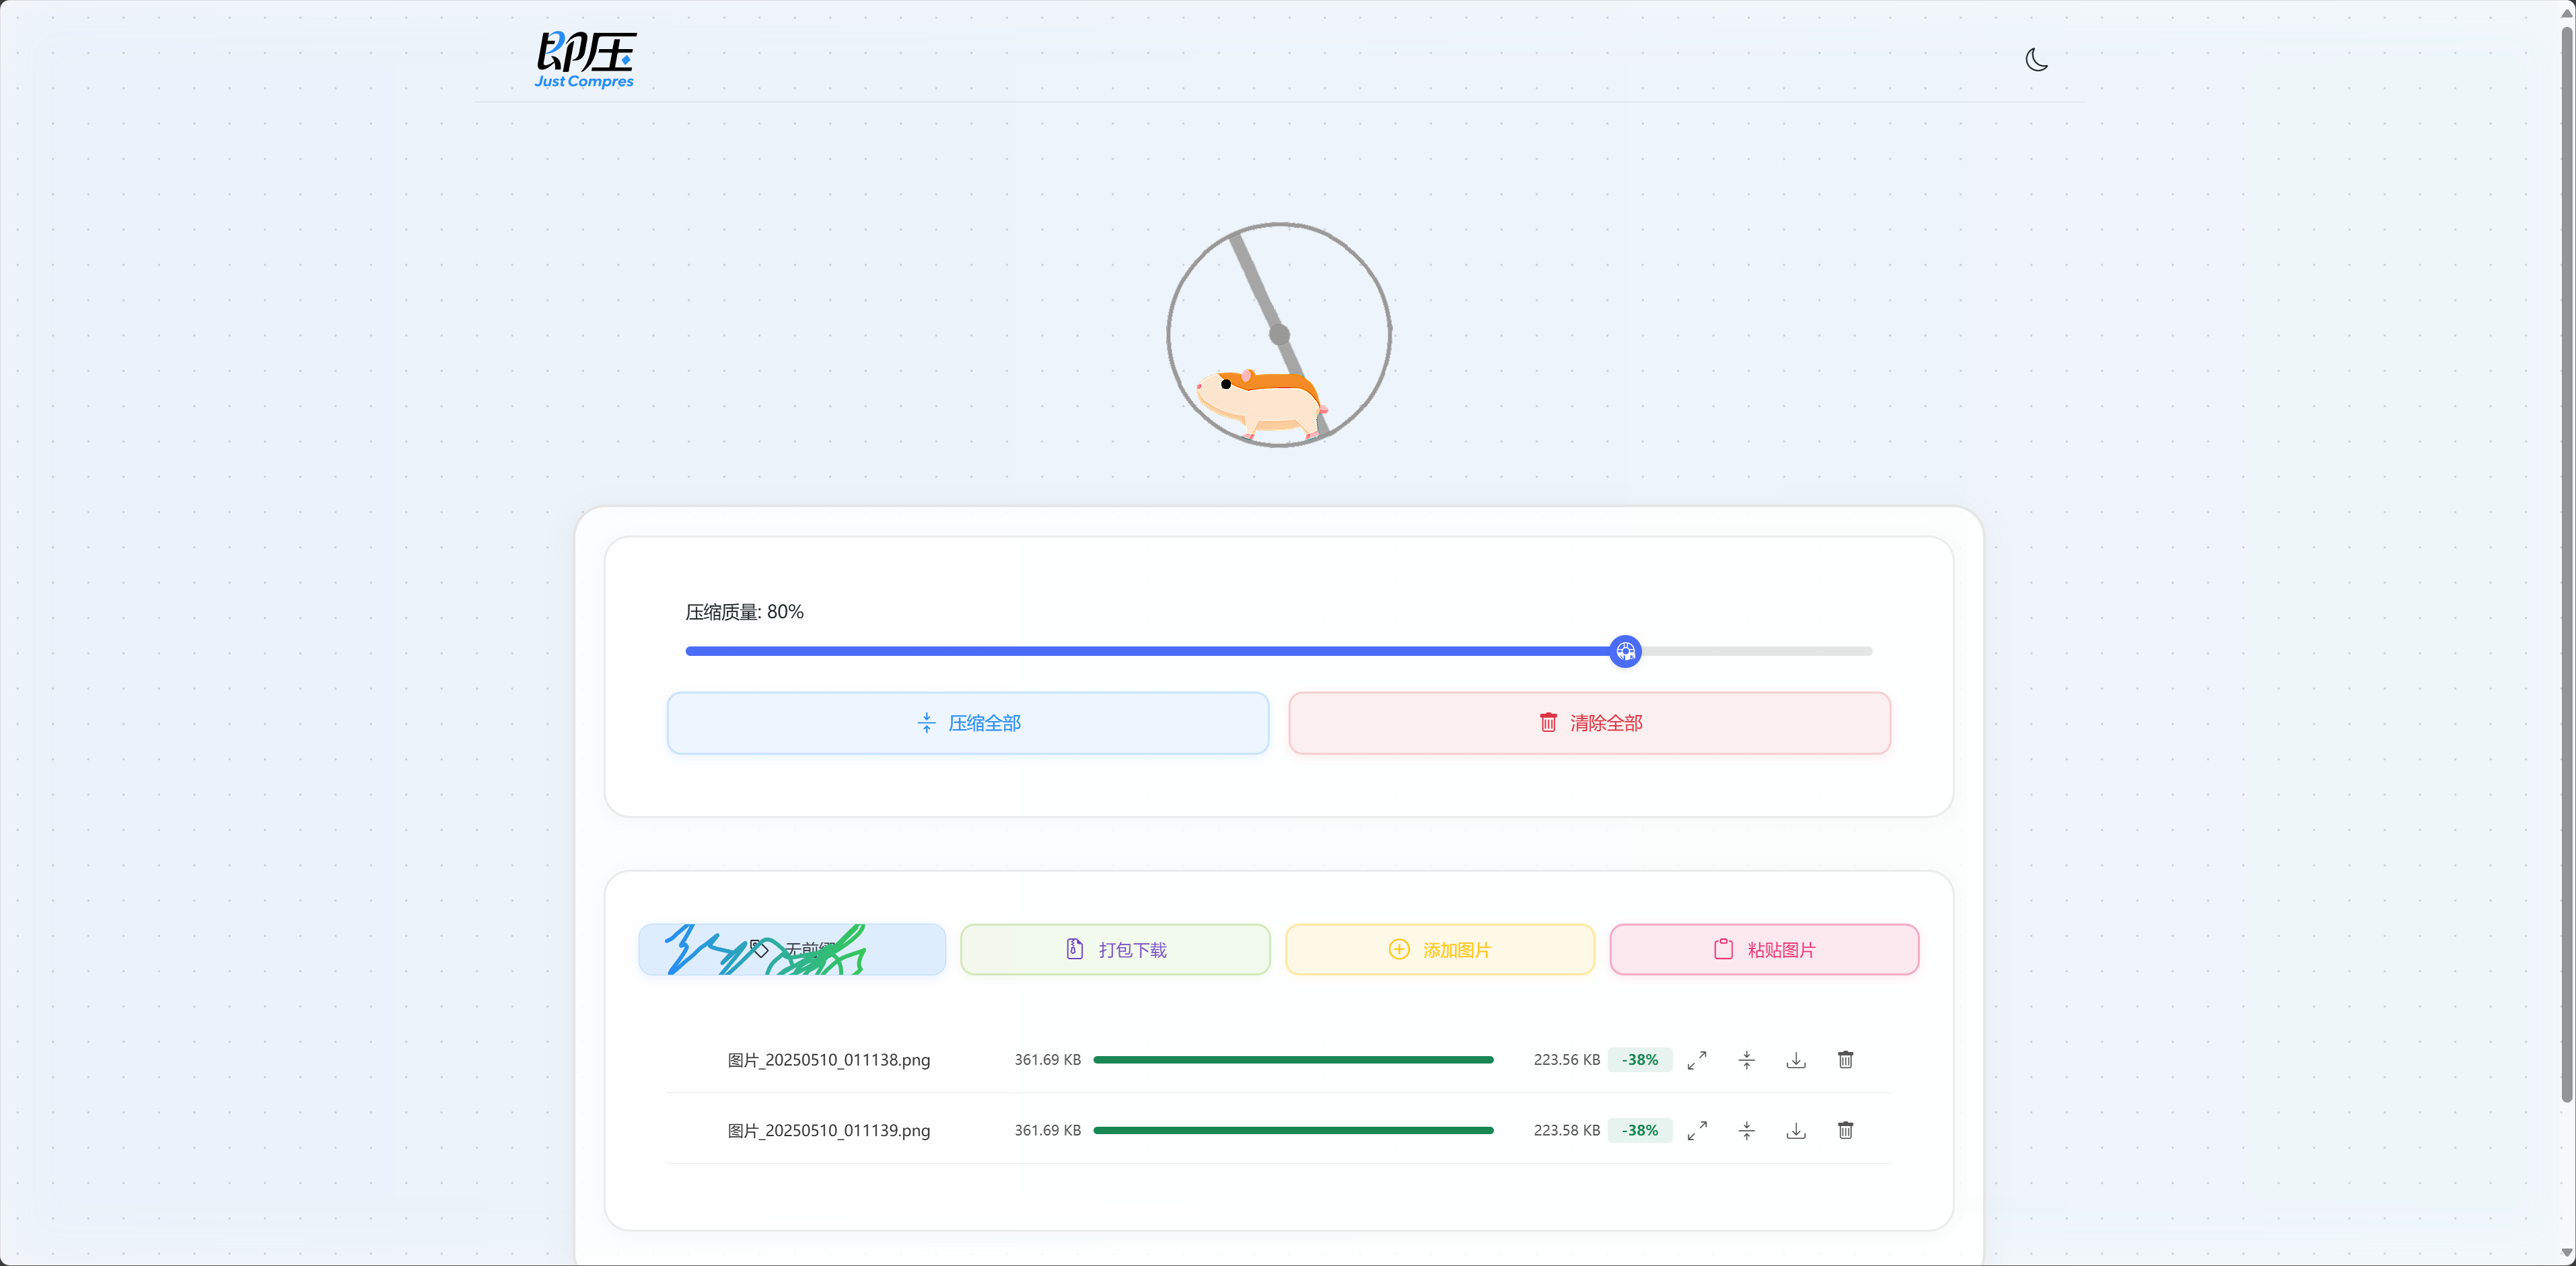 即压
Just Compres
压缩质量: 80%
压缩全部
清除全部
无前缀
打包下载
添加图片
粘贴图片
图片_20250510_011138.png 361.69 KB 223.56 KB -38%
图片_20250510_011139.png 361.69 KB 223.58 KB -38%